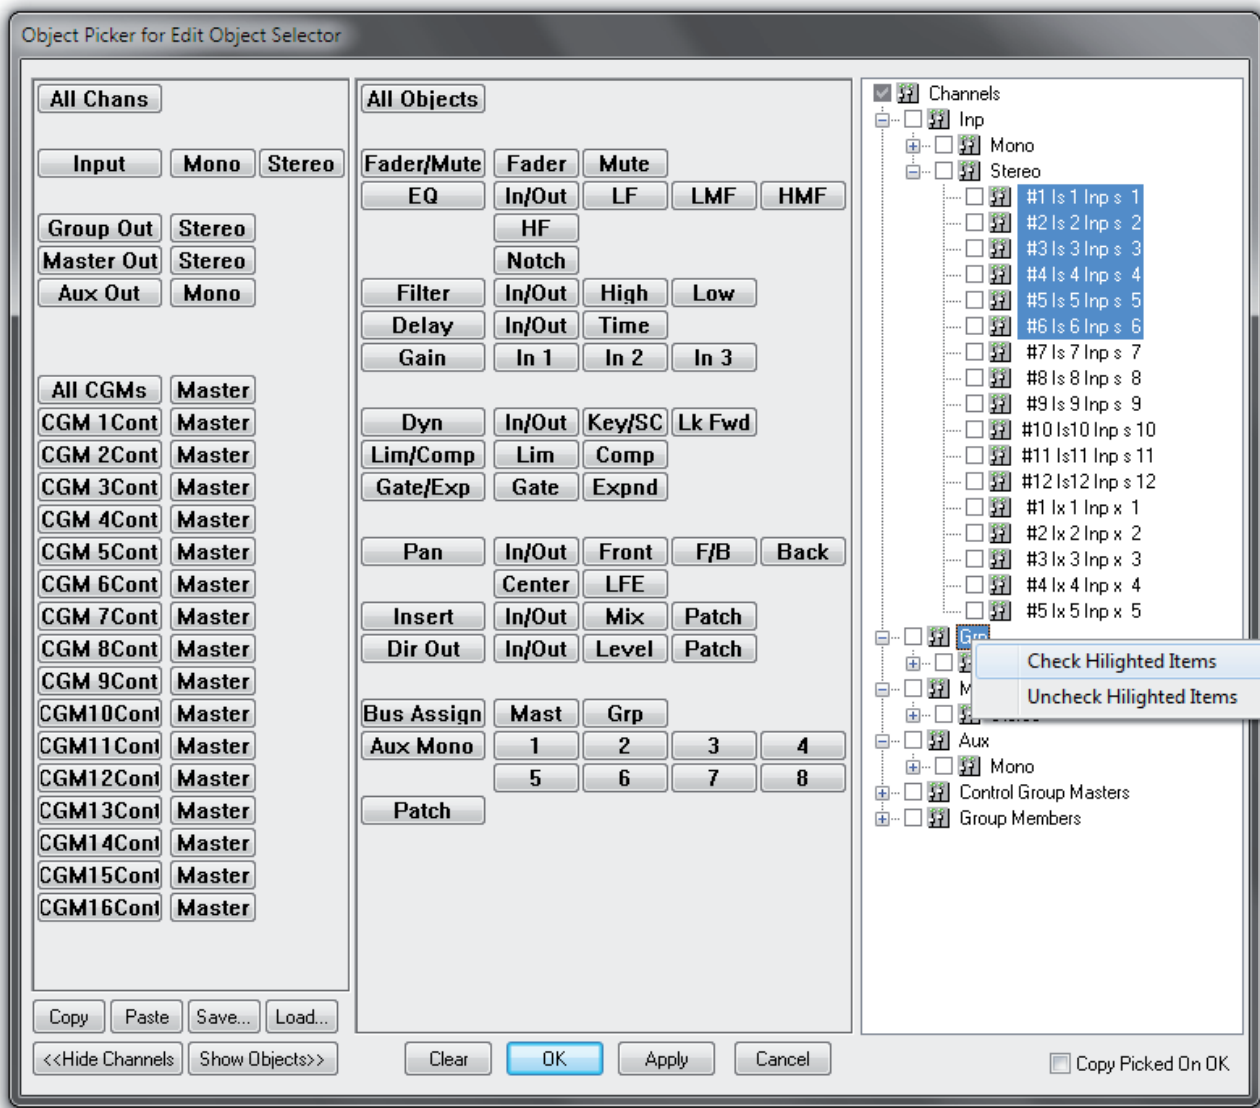 Object Picker for Edit Object Selector
All Chans
Input Mono Stereo
Group Out Stereo
Master Out Stereo
Aux Out Mono
All CGMs Master
CGM 1Cont Master
CGM 2Cont Master
CGM 3Cont Master
CGM 4Cont Master
CGM 5Cont Master
CGM 6Cont Master
CGM 7Cont Master
CGM 8Cont Master
CGM 9Cont Master
CGM10Cont Master
CGM11Cont Master
CGM12Cont Master
CGM13Cont Master
CGM14Cont Master
CGM15Cont Master
CGM16Cont Master
Copy Paste Save... Load...
<<Hide Channels Show Objects>>
All Objects
Fader/Mute Fader Mute
EQ In/Out LF LMF HMF
HF
Notch
Filter In/Out High Low
Delay In/Out Time
Gain In 1 In 2 In 3
Dyn In/Out Key/SC Lk Fwd
Lim/Comp Lim Comp
Gate/Exp Gate Expnd
Pan In/Out Front F/B Back
Center LFE
Insert In/Out Mix Patch
Dir Out In/Out Level Patch
Bus Assign Mast Grp
Aux Mono 1 2 3 4
5 6 7 8
Patch
Clear OK Apply Cancel
Channels
Inp
Mono
Stereo
#1 Is 1 Inp s 1
#2 Is 2 Inp s 2
#3 Is 3 Inp s 3
#4 Is 4 Inp s 4
#5 Is 5 Inp s 5
#6 Is 6 Inp s 6
#7 Is 7 Inp s 7
#8 Is 8 Inp s 8
#9 Is 9 Inp s 9
#10 Is10 Inp s 10
#11 Is11 Inp s 11
#12 Is12 Inp s 12
#1 Ix 1 Inp x 1
#2 Ix 2 Inp x 2
#3 Ix 3 Inp x 3
#4 Ix 4 Inp x 4
#5 Ix 5 Inp x 5
Grp
Check Hilighted Items
Uncheck Hilighted Items
Aux
Mono
Control Group Masters
Group Members
Copy Picked On OK